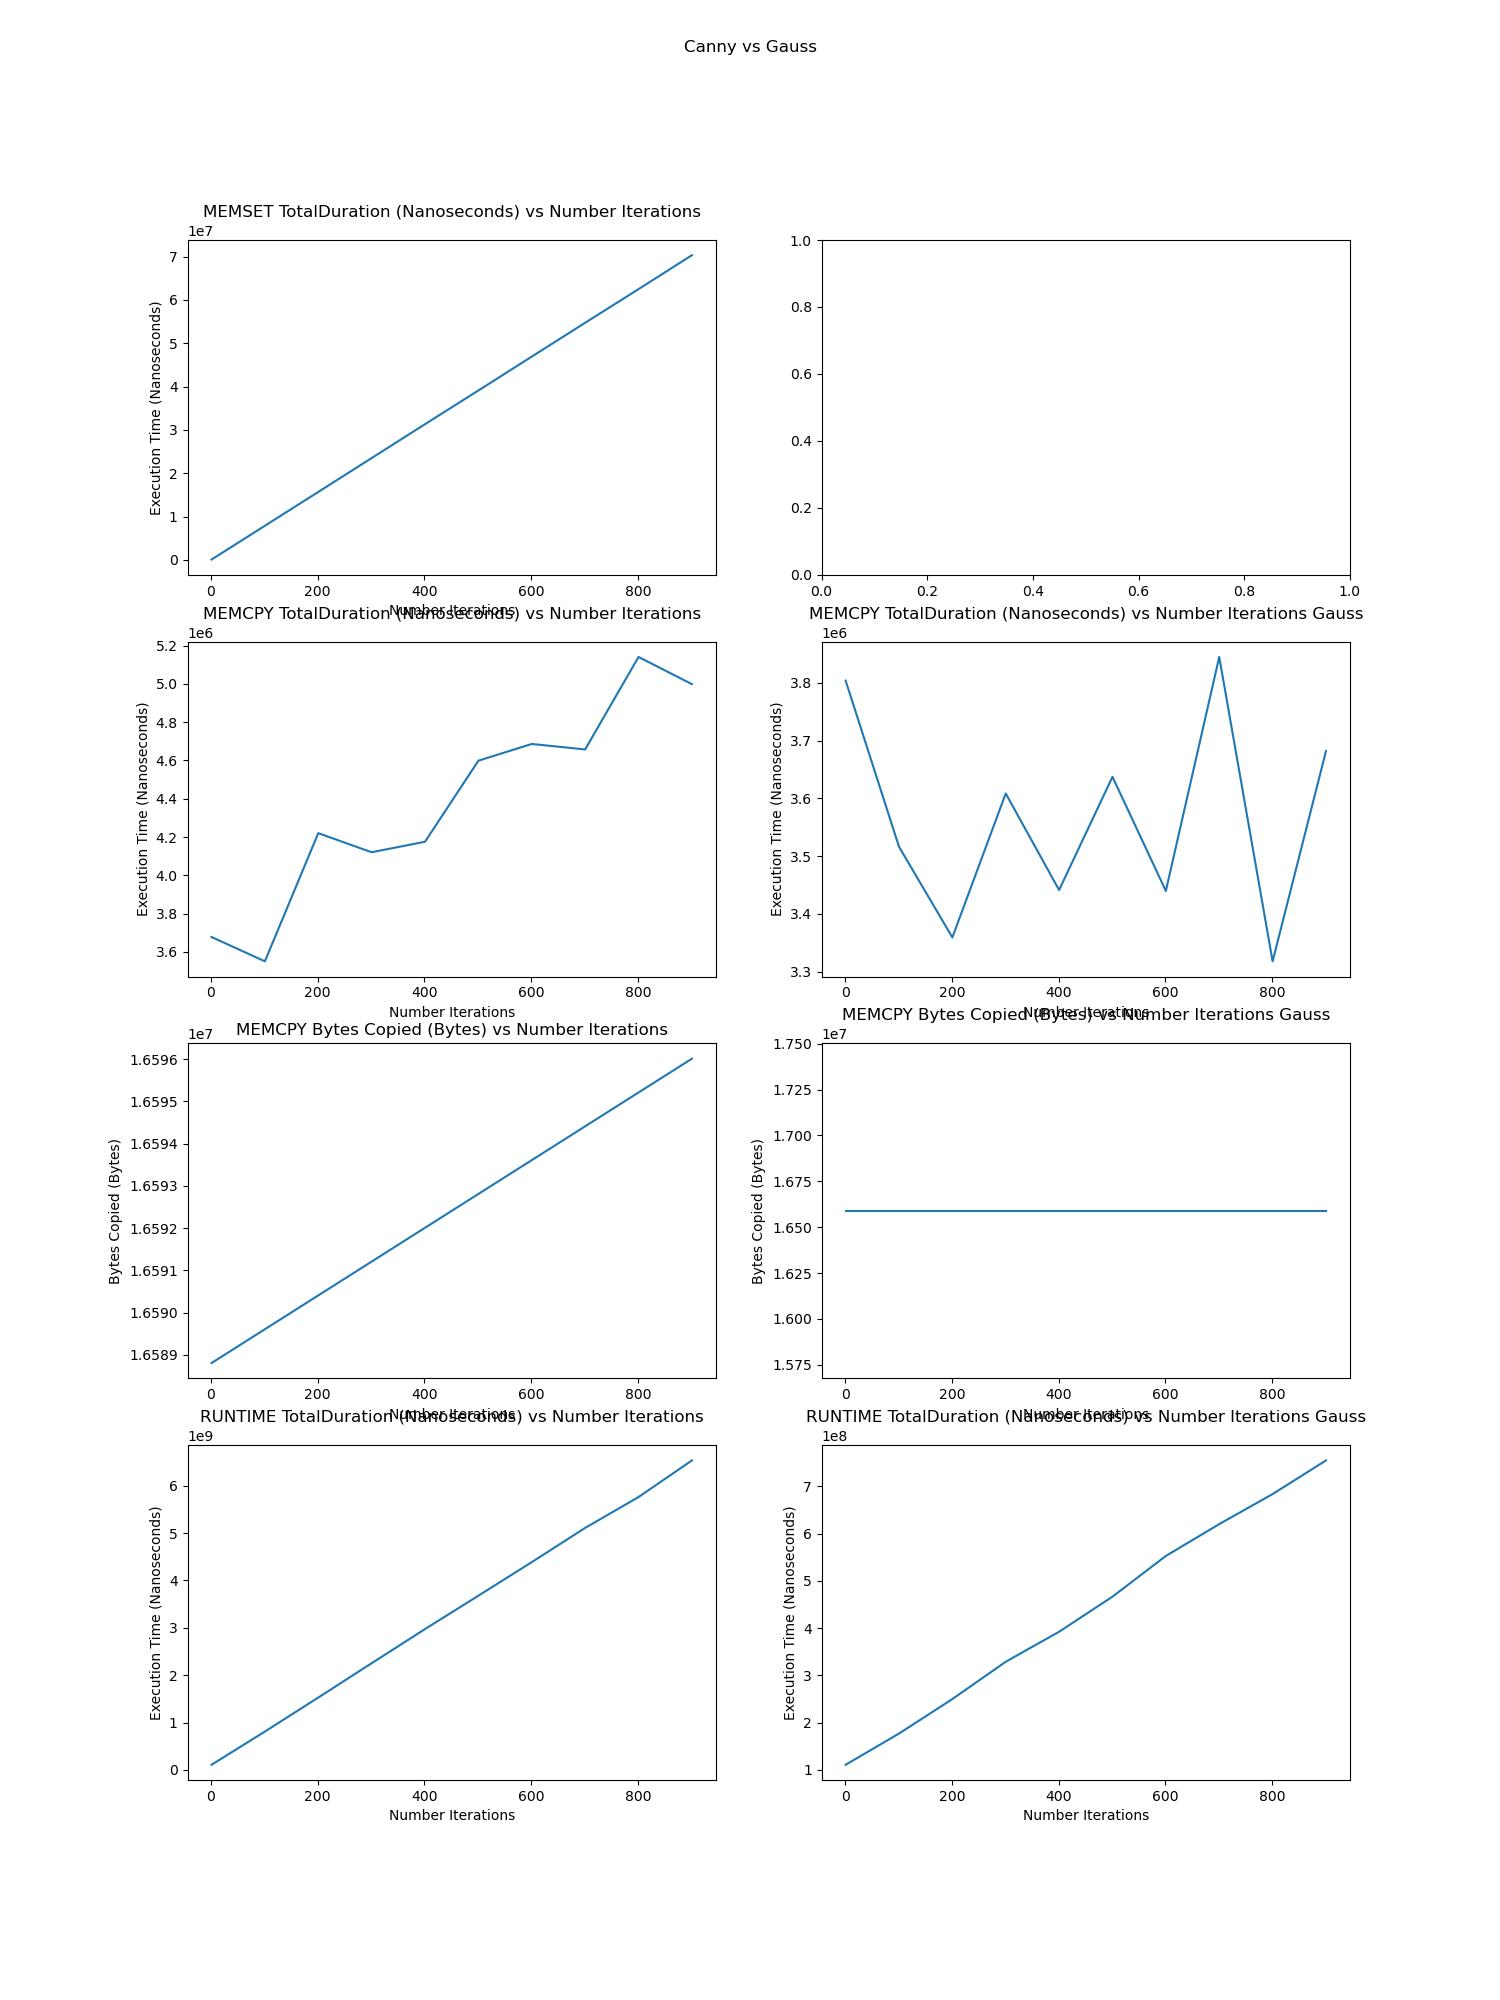 Canny vs Gauss
MEMSET TotalDuration (Nanoseconds) vs Number Iterations
1e7
7
6
5
4
3
2
1
0
Execution Time (Nanoseconds)
0 200 400 600 800
Number Iterations
1.0
0.8
0.6
0.4
0.2
0.0
0.0 0.2 0.4 0.6 0.8 1.0
MEMCPY TotalDuration (Nanoseconds) vs Number Iterations
1e6
5.2
5.0
4.8
4.6
4.4
4.2
4.0
3.8
3.6
Execution Time (Nanoseconds)
0 200 400 600 800
Number Iterations
MEMCPY TotalDuration (Nanoseconds) vs Number Iterations Gauss
1e6
3.8
3.7
3.6
3.5
3.4
3.3
Execution Time (Nanoseconds)
0 200 400 600 800
Number Iterations
MEMCPY Bytes Copied (Bytes) vs Number Iterations
1e7
1.6596
1.6595
1.6594
1.6593
1.6592
1.6591
1.6590
1.6589
Bytes Copied (Bytes)
0 200 400 600 800
Number Iterations
MEMCPY Bytes Copied (Bytes) vs Number Iterations Gauss
1e7
1.750
1.725
1.700
1.675
1.650
1.625
1.600
1.575
Bytes Copied (Bytes)
0 200 400 600 800
Number Iterations
RUNTIME TotalDuration (Nanoseconds) vs Number Iterations
1e9
6
5
4
3
2
1
0
Execution Time (Nanoseconds)
0 200 400 600 800
Number Iterations
RUNTIME TotalDuration (Nanoseconds) vs Number Iterations Gauss
1e8
7
6
5
4
3
2
1
Execution Time (Nanoseconds)
0 200 400 600 800
Number Iterations